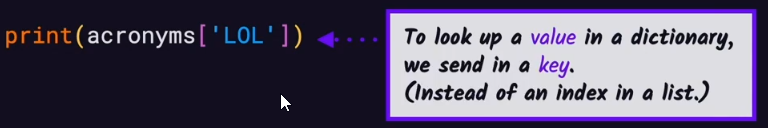 print(acronyms['LOL'])
To look up a value in a dictionary,
we send in a key.
(Instead of an index in a list.)